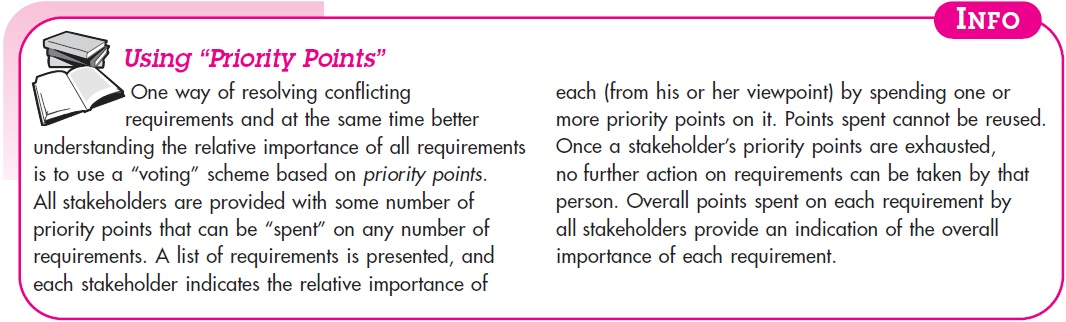 INFO
Using “Priority Points”
One way of resolving conflicting
requirements and at the same time better
understanding the relative importance of all requirements
is to use a “voting” scheme based on priority points.
All stakeholders are provided with some number of
priority points that can be “spent” on any number of
requirements. A list of requirements is presented, and
each stakeholder indicates the relative importance of
each (from his or her viewpoint) by spending one or
more priority points on it. Points spent cannot be reused.
Once a stakeholder’s priority points are exhausted,
no further action on requirements can be taken by that
person. Overall points spent on each requirement by
all stakeholders provide an indication of the overall
importance of each requirement.